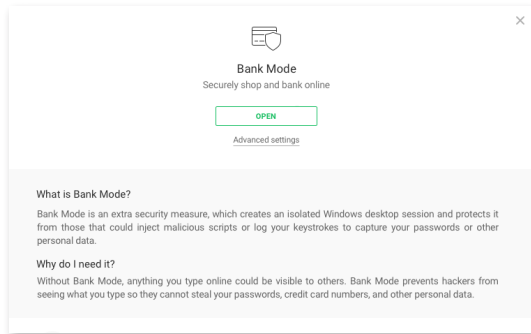 Bank Mode
Securely shop and bank online
OPEN
Advanced settings
What is Bank Mode?
Bank Mode is an extra security measure, which creates an isolated Windows desktop session and protects it
from those that could inject malicious scripts or log your keystrokes to capture your passwords or other
personal data.
Why do I need it?
Without Bank Mode, anything you type online could be visible to others. Bank Mode prevents hackers from
seeing what you type so they cannot steal your passwords, credit card numbers, and other personal data.